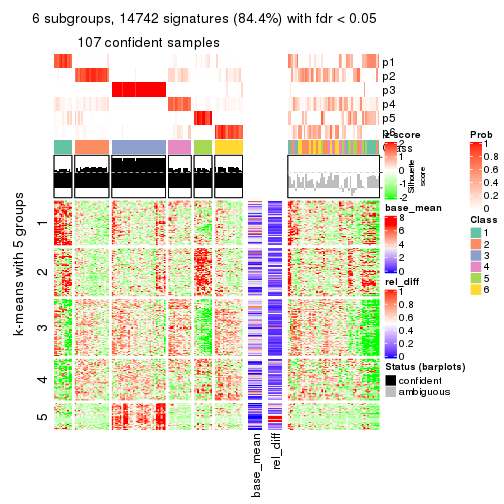 6 subgroups, 14742 signatures (84.4%) with fdr < 0.05
107 confident samples
p1
p2
p3
p4
p5
p6
Class
z-score
2
1
0
-1
-2
Silhouette
score
Prob
1
0.8
0.6
0.4
0.2
0
base_mean
8
6
4
2
0
Class
1
2
3
4
5
6
rel_diff
1
0.8
0.6
0.4
0.2
0
Status (barplots)
confident
ambiguous
k-means with 5 groups
1
2
3
4
5
base_mean
rel_diff